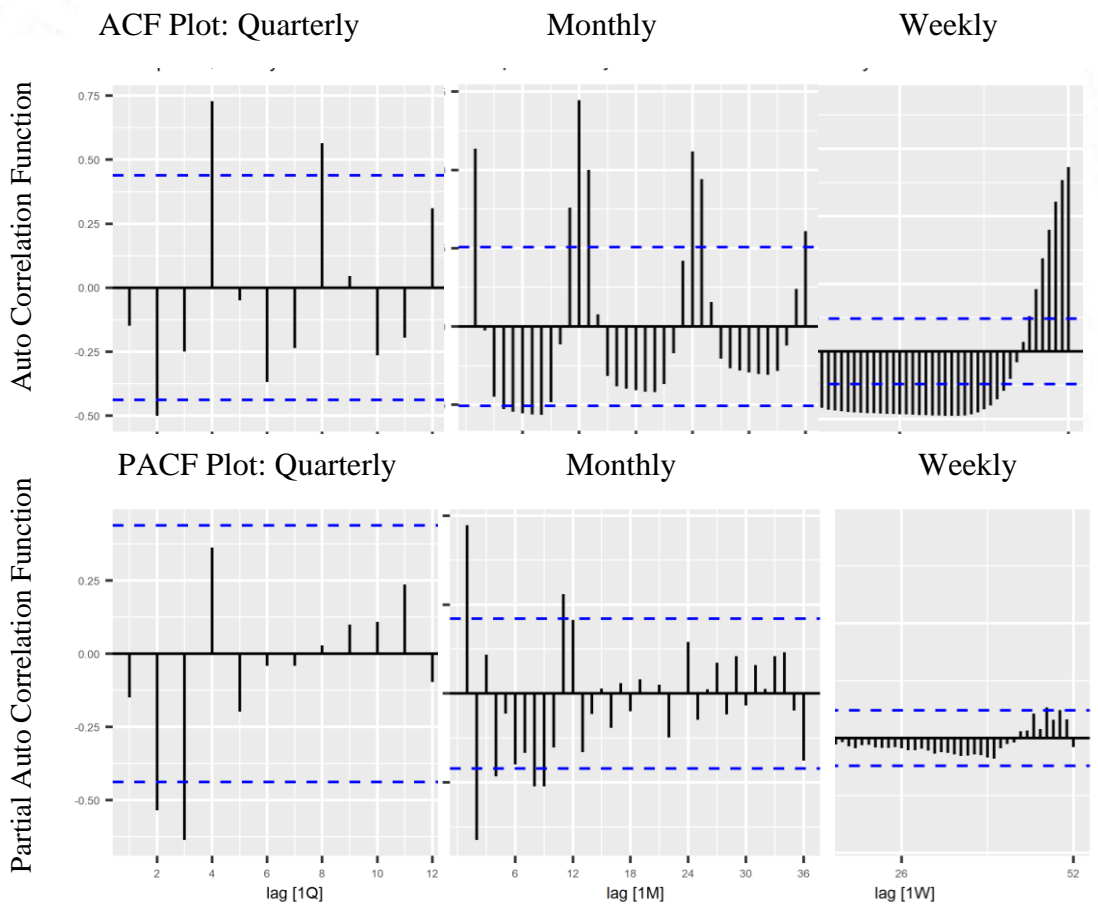 ACF Plot: Quarterly Monthly Weekly
Auto Correlation Function
0.75
0.50
0.25
0.00
-0.25
-0.50
PACF Plot: Quarterly Monthly Weekly
Partial Auto Correlation Function
0.25
0.00
-0.25
-0.50
2 4 6 8 10 12 6 12 18 24 30 36 26 52
lag [1Q] lag [1M] lag [1W]